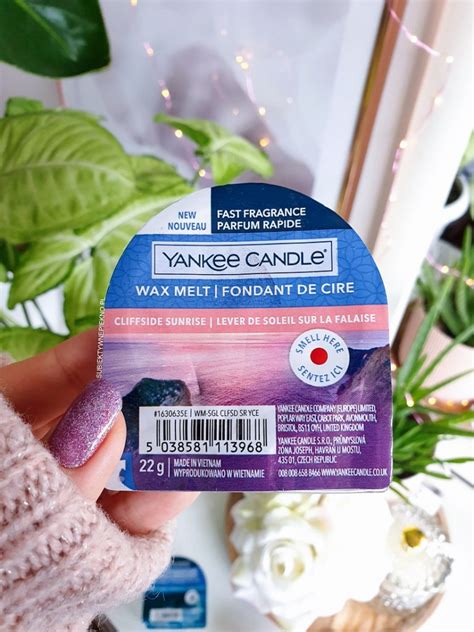 NEW
NOUVEAU
FAST FRAGRANCE
PARFUM RAPIDE
YANKEE CANDLE®
WAX MELT | FONDANT DE CIRE
CLIFFSIDE SUNRISE | LEVER DE SOLEIL SUR LA FALAISE
SMELL HERE
SENTEZ ICI
#1630635E | WM-SGL CLFSD SR YCE
5 038581 113968
22 g
MADE IN VIETNAM
WYPRODUKOWANO W WIETNAMIE
YANKEE CANDLE COMPANY (EUROPE) LIMITED,
POPLAR WAY EAST, CABOT PARK, AVONMOUTH,
BRISTOL, BS11 0YH, UNITED KINGDOM
YANKEE CANDLE S.R.O., PRŮMYSLOVÁ
ZÓNA JOSEPH, HAVRAŇ U MOSTU,
435 01, CZECH REPUBLIC
008 008 658 8466 WWW.YANKEECANDLE.CO.UK
SUBIEKTYWNEPIEKNO.PL